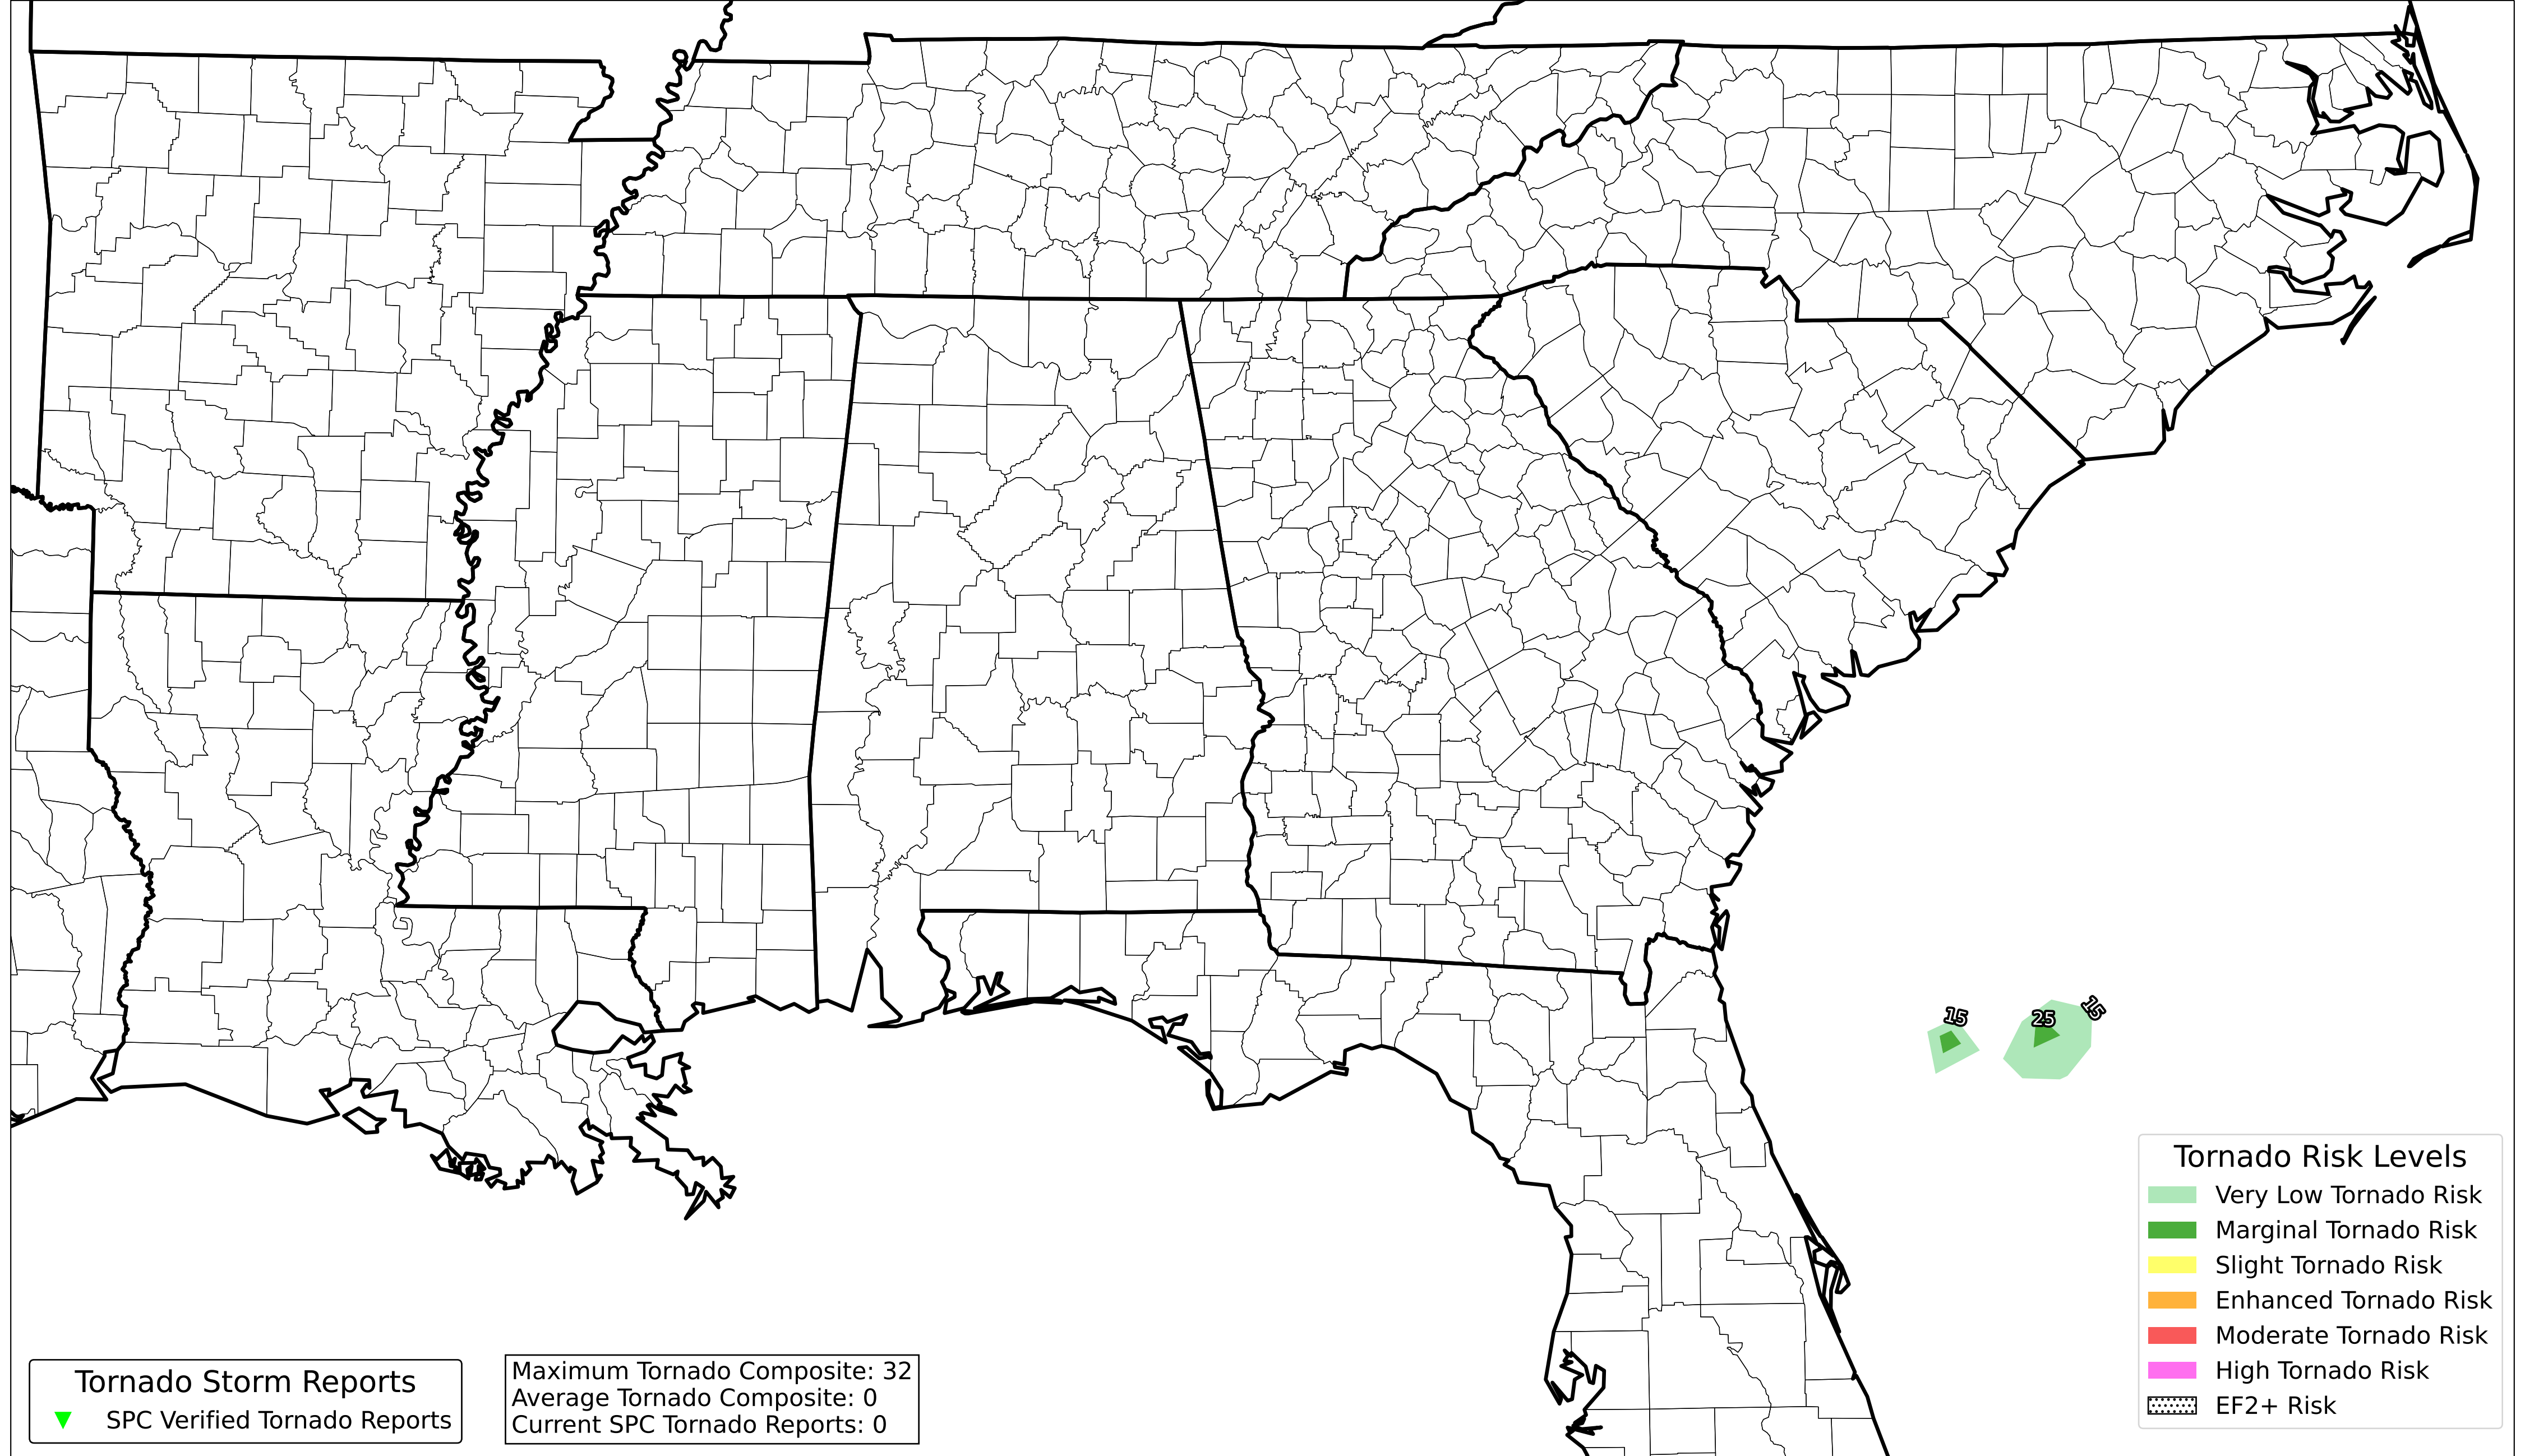 15
25
15
Tornado Risk Levels
Very Low Tornado Risk
Marginal Tornado Risk
Slight Tornado Risk
Enhanced Tornado Risk
Moderate Tornado Risk
High Tornado Risk
EF2+ Risk
Tornado Storm Reports
SPC Verified Tornado Reports
Maximum Tornado Composite: 32
Average Tornado Composite: 0
Current SPC Tornado Reports: 0